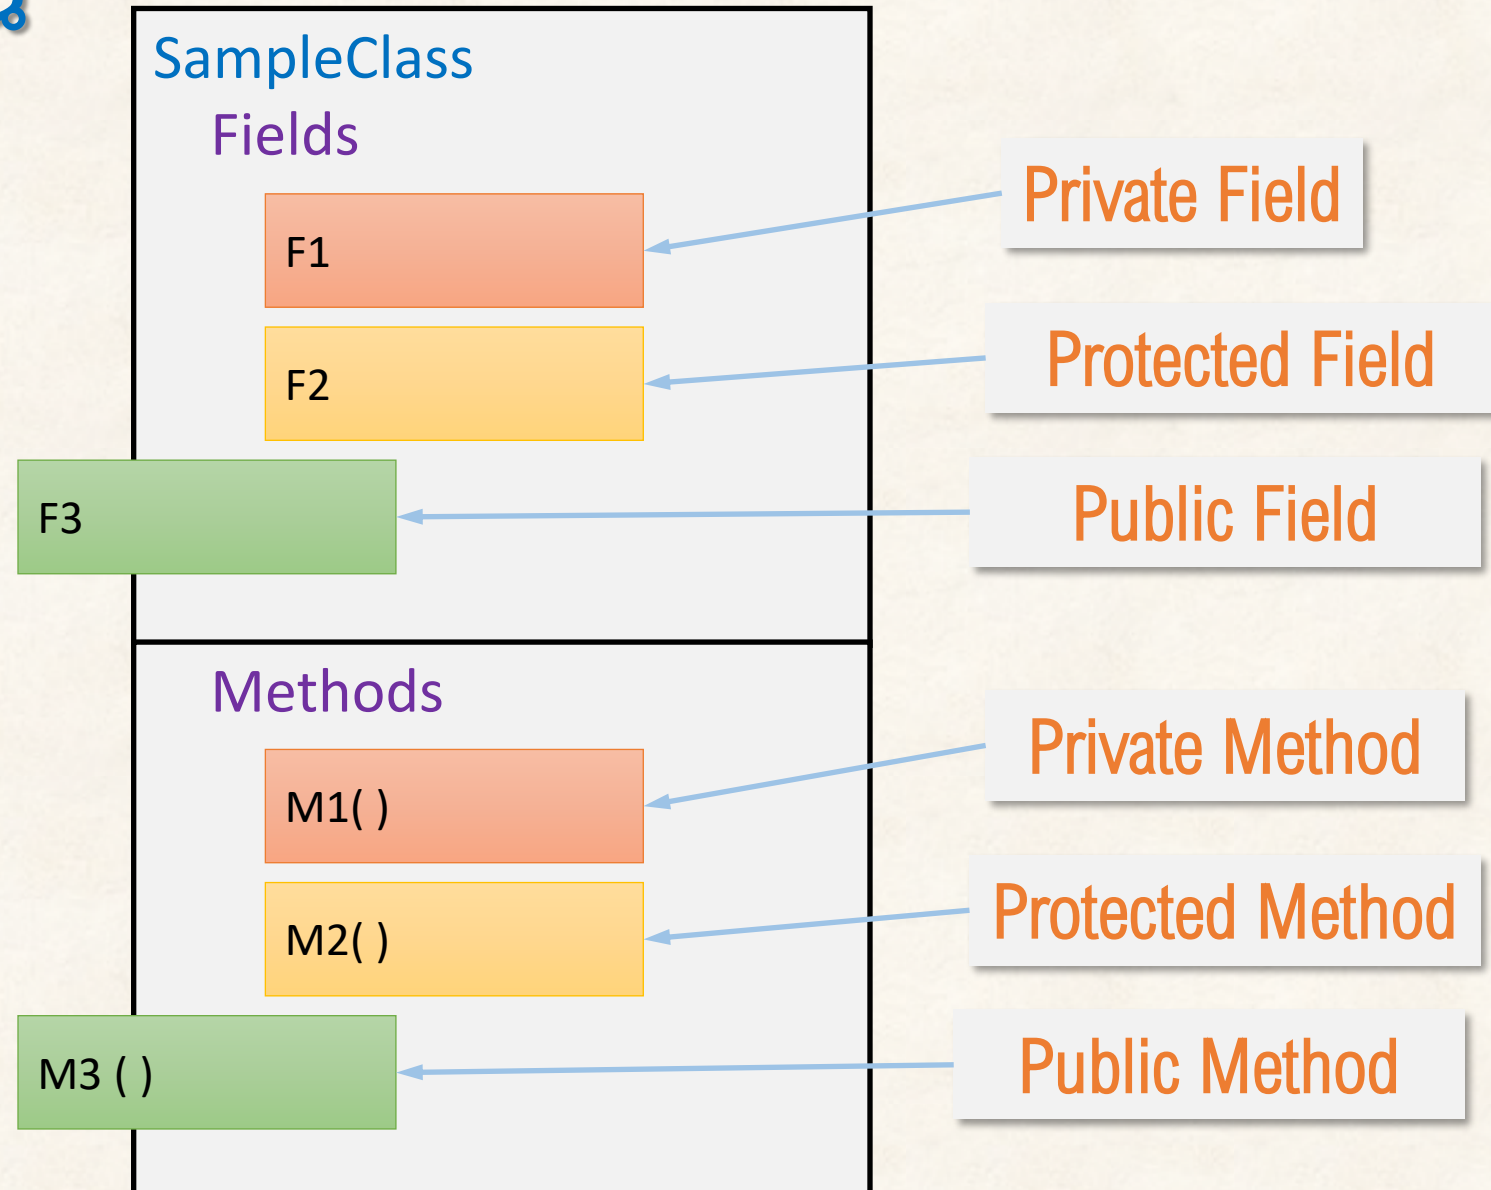 SampleClass
Fields
F1
Private Field
F2
Protected Field
F3
Public Field
Methods
M1( )
Private Method
M2( )
Protected Method
M3 ( )
Public Method